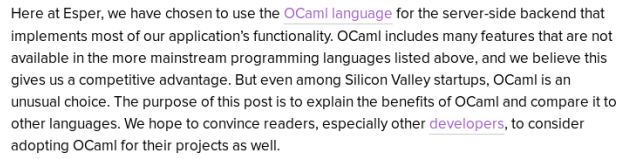 Here at Esper, we have chosen to use the OCaml language for the server-side backend that
implements most of our application's functionality. OCaml includes many features that are not
available in the more mainstream programming languages listed above, and we believe this
gives us a competitive advantage. But even among Silicon Valley startups, OCaml is an
unusual choice. The purpose of this post is to explain the benefits of OCaml and compare it to
other languages. We hope to convince readers, especially other developers, to consider
adopting OCaml for their projects as well.